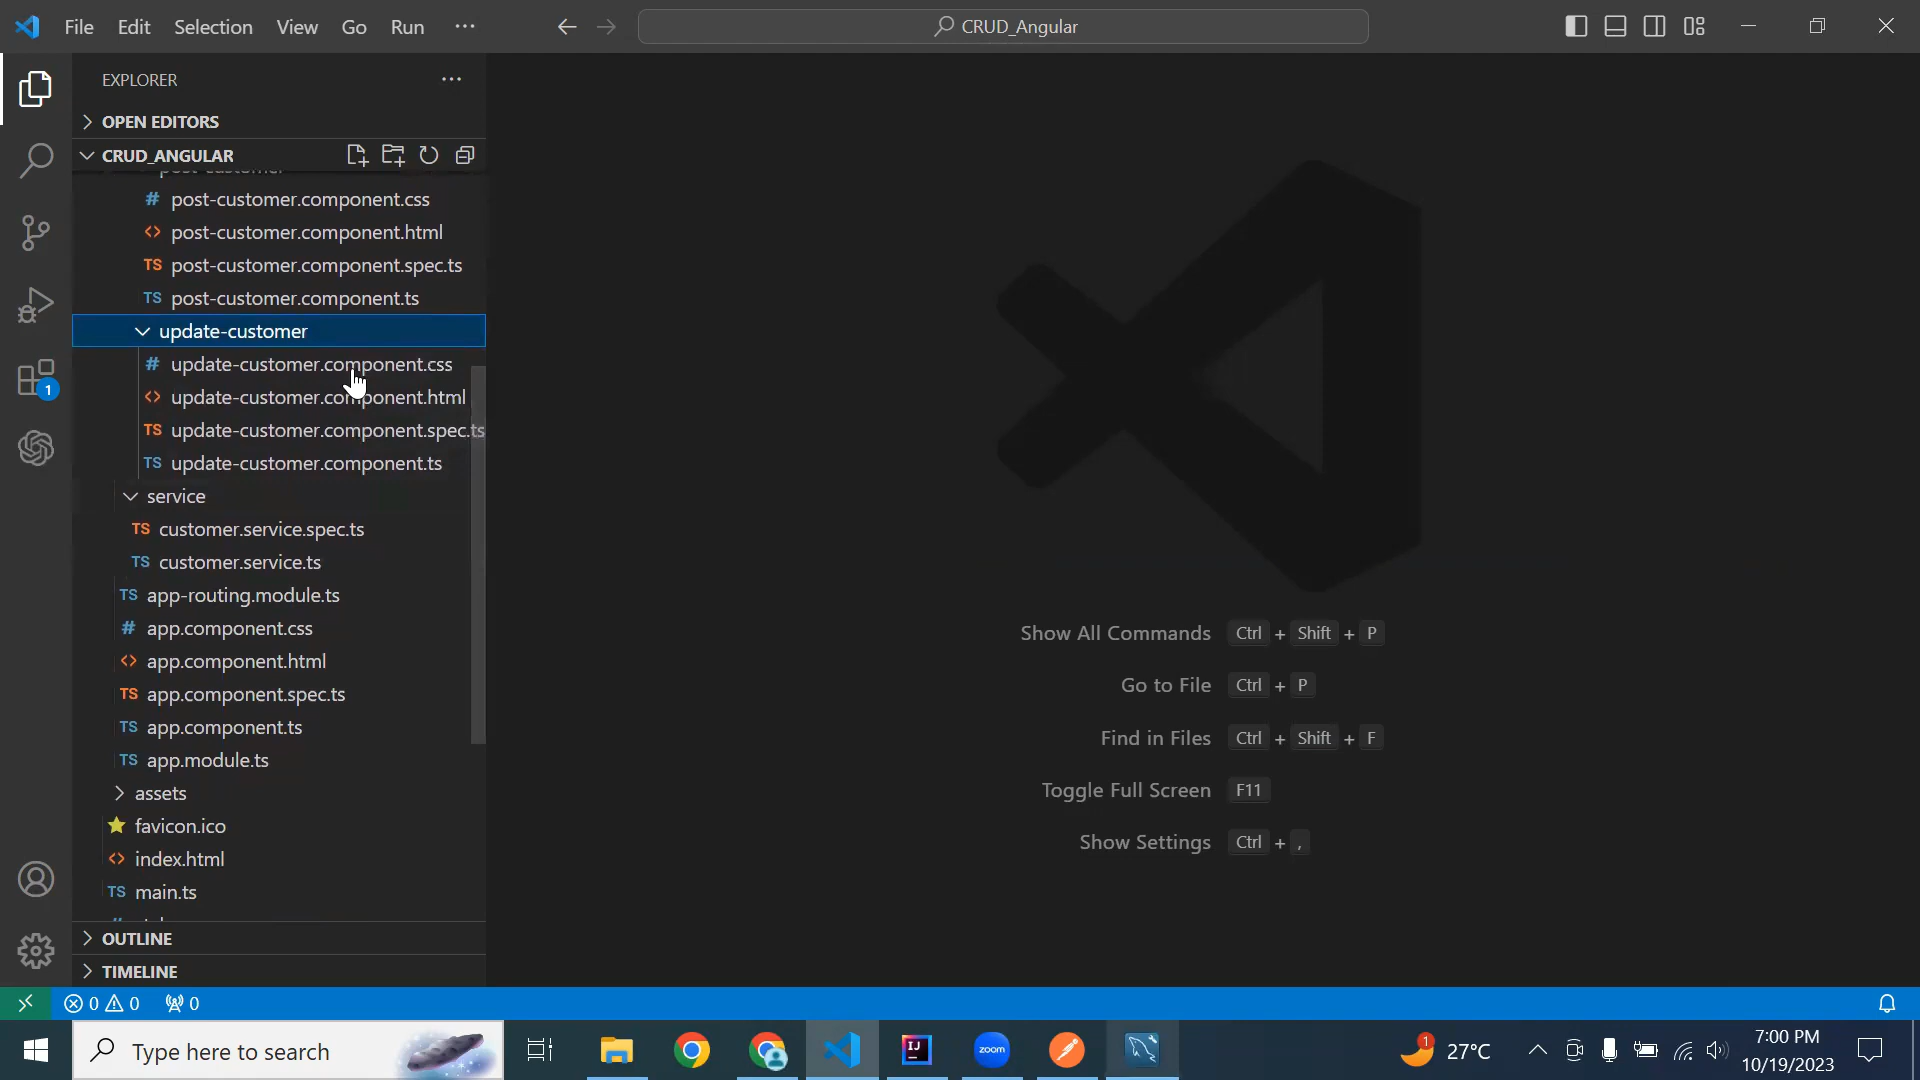 File Edit Selection View Go Run ···
CRUD_Angular
EXPLORER
OPEN EDITORS
CRUD_ANGULAR
post-customer
post-customer.component.css
post-customer.component.html
post-customer.component.spec.ts
post-customer.component.ts
update-customer
update-customer.component.css
update-customer.component.html
update-customer.component.spec.ts
update-customer.component.ts
service
customer.service.spec.ts
customer.service.ts
app-routing.module.ts
app.component.css
app.component.html
app.component.spec.ts
app.component.ts
app.module.ts
assets
favicon.ico
index.html
main.ts
OUTLINE
TIMELINE
1
Show All Commands Ctrl + Shift + P
Go to File Ctrl + P
Find in Files Ctrl + Shift + F
Toggle Full Screen F11
Show Settings Ctrl + ,
0 0 0
Type here to search
IJ
zoom
1
27°C
7:00 PM
10/19/2023